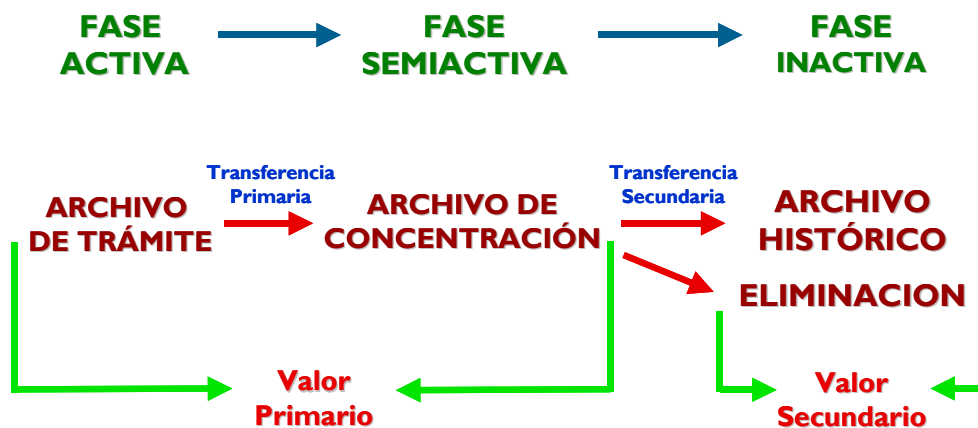 FASE
ACTIVA
FASE
SEMIACTIVA
FASE
INACTIVA
Transferencia
Primaria
Transferencia
Secundaria
ARCHIVO
DE TRÁMITE
ARCHIVO DE
CONCENTRACIÓN
ARCHIVO
HISTÓRICO
ELIMINACION
Valor
Primario
Valor
Secundario